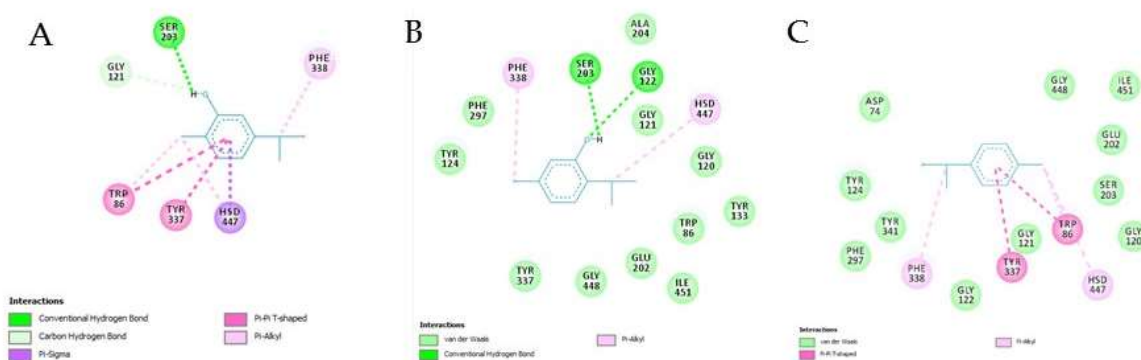 A
SER
203
GLY
121
H
O
PHE
338
TRP
86
TYR
337
HSD
447
Interactions
Conventional Hydrogen Bond
Carbon Hydrogen Bond
Pi-Sigma
Pi-Pi T-shaped
Pi-Alkyl
B
ALA
204
PHE
338
SER
203
GLY
122
HSD
447
PHE
297
GLY
121
H
TYR
124
GLY
120
TYR
133
TRP
86
TYR
337
GLY
448
GLU
202
ILE
451
Interactions
van der Waals
Conventional Hydrogen Bond
Pi-Alkyl
C
GLY
448
ILE
451
ASP
74
GLU
202
TYR
124
SER
203
TYR
341
TRP
86
GLY
121
GLY
120
PHE
297
PHE
338
TYR
337
HSD
447
GLY
122
Interactions
van der Waals
Pi-Pi T-shaped
Pi-Alkyl